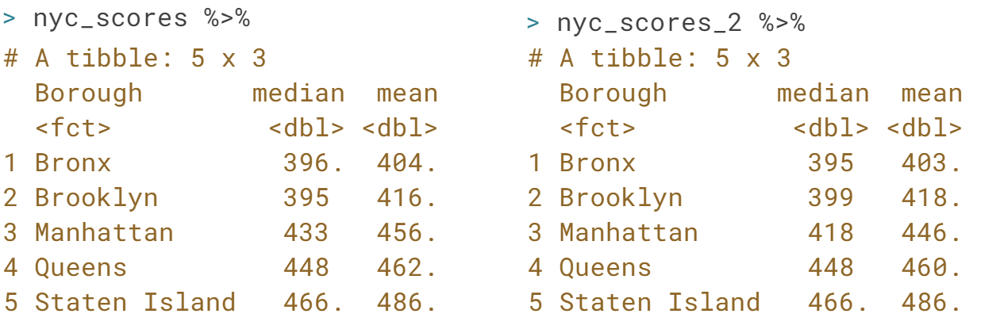 > nyc_scores %>%
# A tibble: 5 x 3
  Borough       median  mean
  <fct>          <dbl> <dbl>
1 Bronx           396.  404.
2 Brooklyn        395   416.
3 Manhattan       433   456.
4 Queens          448   462.
5 Staten Island   466.  486.
> nyc_scores_2 %>%
# A tibble: 5 x 3
  Borough       median  mean
  <fct>          <dbl> <dbl>
1 Bronx           395   403.
2 Brooklyn        399   418.
3 Manhattan       418   446.
4 Queens          448   460.
5 Staten Island   466.  486.